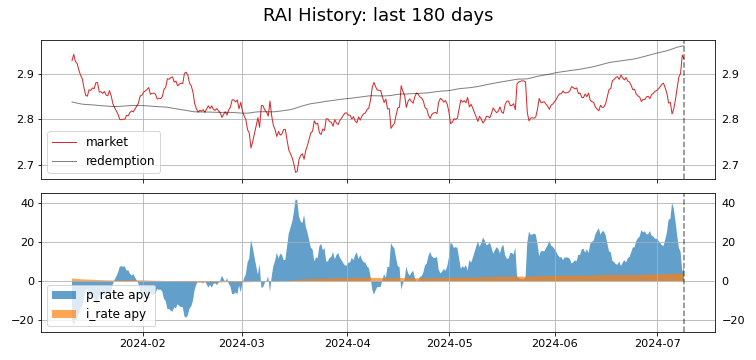 RAI History: last 180 days
2.9 2.9
2.8 2.8
2.7 2.7
market
redemption
40 40
20 20
0 0
−20 −20
p_rate apy
i_rate apy
2024-02 2024-03 2024-04 2024-05 2024-06 2024-07